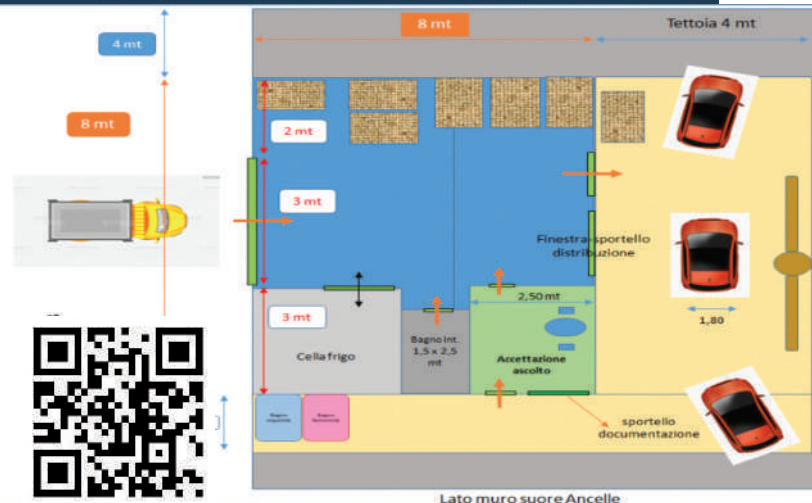 8 mt
Tettoia 4 mt
4 mt
8 mt
2 mt
3 mt
Finestra-sportello
distribuzione
2,50 mt
3 mt
1,80
Bagno int.
1,5 x 2,5
mt
Cella frigo
Accettazione
ascolto
sportello
documentazione
Lato muro suore Ancelle